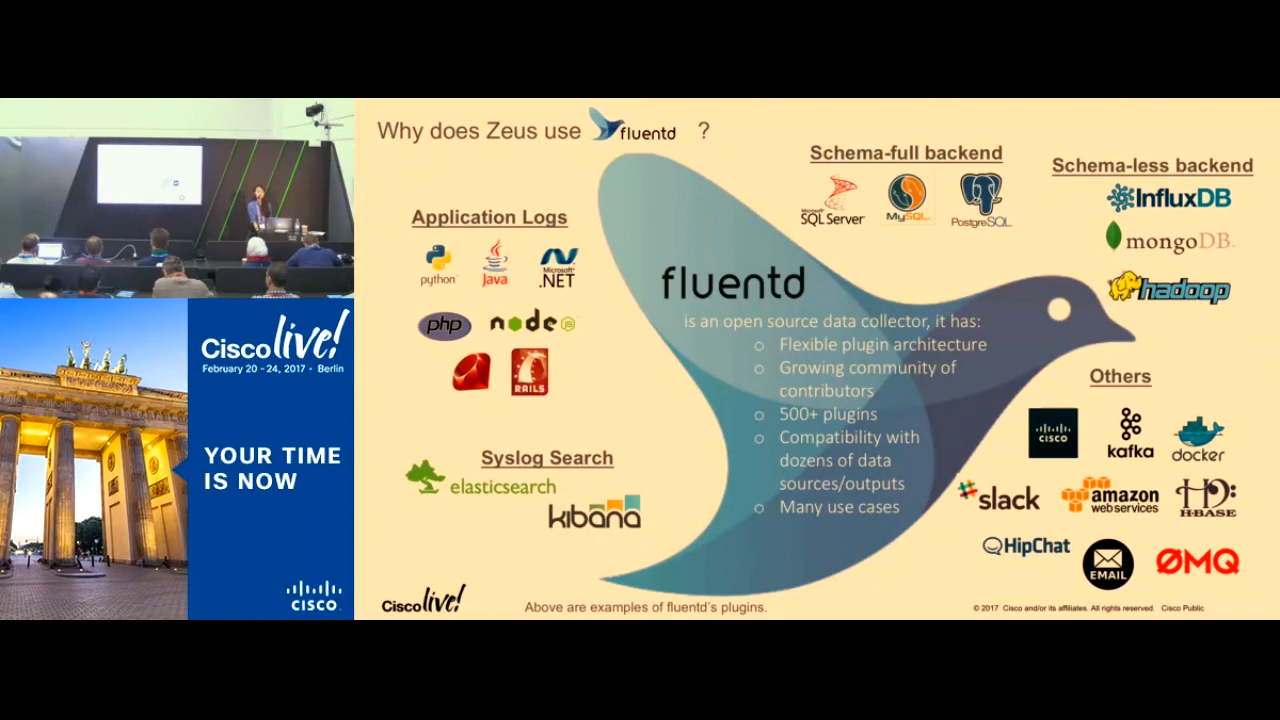 Why does Zeus use fluentd ?
Application Logs
python
Java
Microsoft .NET
php
node JS
RAILS
Syslog Search
elasticsearch
kibana
Schema-full backend
Microsoft SQL Server
MySQL
PostgreSQL
Schema-less backend
InfluxDB
mongoDB.
hadoop
fluentd
is an open source data collector, it has:
o Flexible plugin architecture
o Growing community of
contributors
o 500+ plugins
o Compatibility with
dozens of data
sources/outputs
o Many use cases
Others
CISCO
kafka
docker
slack
amazon
webservices
H·BASE
HipChat
EMAIL
ØMQ
Cisco live!
Above are examples of fluentd's plugins.
© 2017 Cisco and/or its affiliates. All rights reserved. Cisco Public
Cisco live!
February 20 - 24, 2017 • Berlin
YOUR TIME
IS NOW
CISCO.